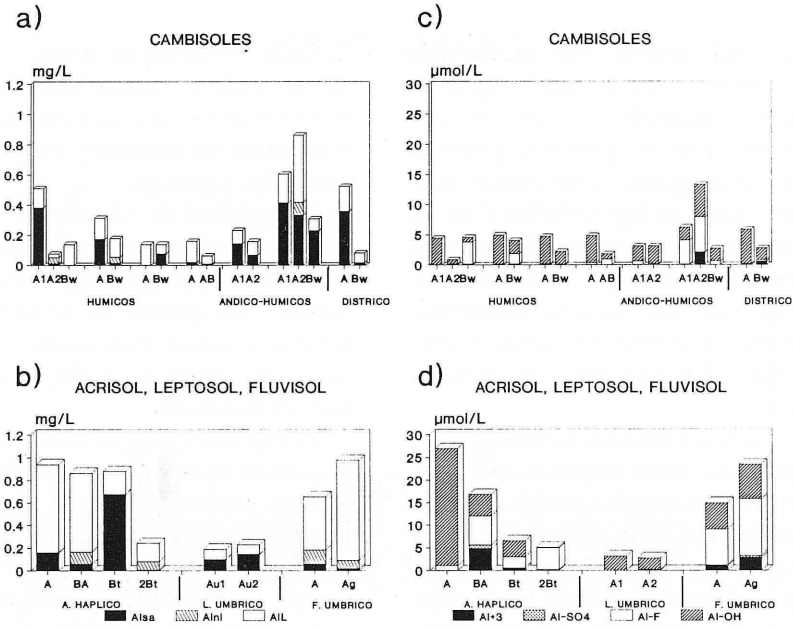 a)
CAMBISOLES
mg/L
1.2
1
0.8
0.6
0.4
0.2
0
A1A2Bw A Bw A Bw A AB A1A2 A1A2Bw A Bw
HUMICOS ANDICO-HUMICOS DISTRICO
c)
CAMBISOLES
µmol/L
30
25
20
15
10
5
0
A1A2Bw A Bw A Bw A AB A1A2 A1A2Bw A Bw
HUMICOS ANDICO-HUMICOS DISTRICO
b)
ACRISOL, LEPTOSOL, FLUVISOL
mg/L
1.2
1
0.8
0.6
0.4
0.2
0
A BA Bt 2Bt Au1 Au2 A Ag
A. HAPLICO L. UMBRICO F. UMBRICO
Alsa Alnl AlL
d)
ACRISOL, LEPTOSOL, FLUVISOL
µmol/L
30
25
20
15
10
5
0
A BA Bt 2Bt A1 A2 A Ag
A. HAPLICO L. UMBRICO F. UMBRICO
Al+3 Al-SO4 Al-F Al-OH